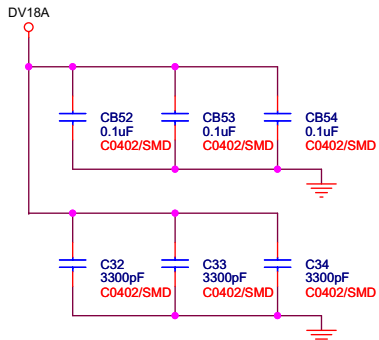 DV18A
CB52
0.1uF
C0402/SMD
CB53
0.1uF
C0402/SMD
CB54
0.1uF
C0402/SMD
C32
3300pF
C0402/SMD
C33
3300pF
C0402/SMD
C34
3300pF
C0402/SMD